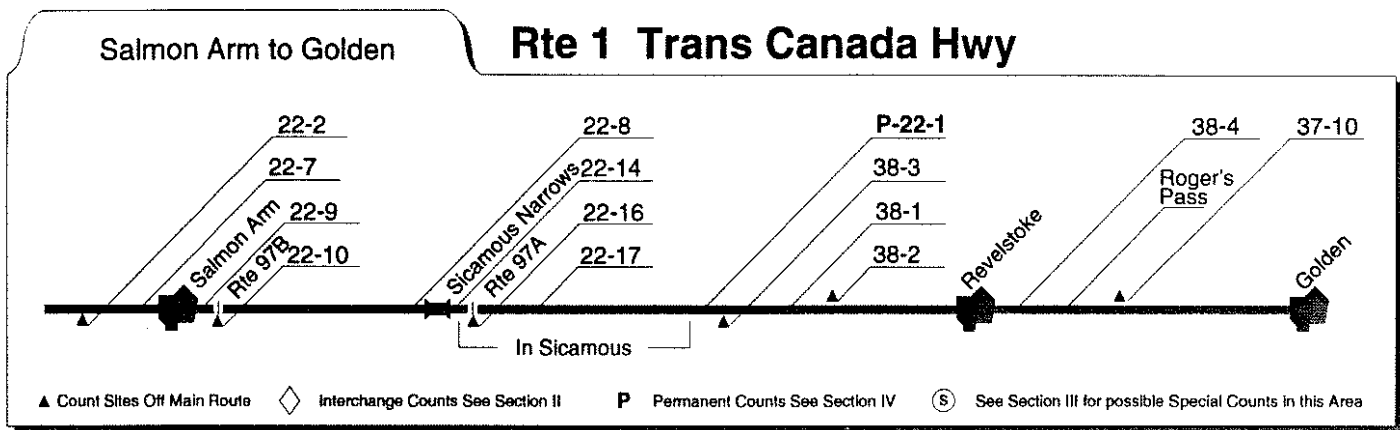 Salmon Arm to Golden
Rte 1 Trans Canada Hwy
22-2
22-8
P-22-1
38-4
37-10
22-7
22-14
38-3
Roger's
Pass
22-9
22-16
38-1
22-10
22-17
38-2
Salmon Arm
Rte 97B
Sicamous Narrows
Rte 97A
Revelstoke
Golden
In Sicamous
▲ Count Sites Off Main Route
Interchange Counts See Section II
P Permanent Counts See Section IV
S See Section III for possible Special Counts in this Area